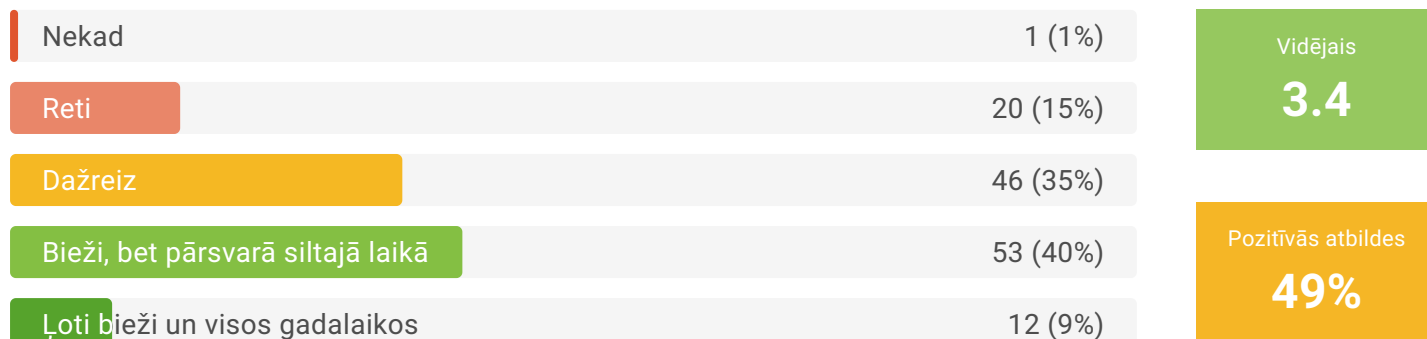 Nekad 1 (1%)
Reti 20 (15%)
Dažreiz 46 (35%)
Bieži, bet pārsvarā siltajā laikā 53 (40%)
Ļoti bieži un visos gadalaikos 12 (9%)
Vidējais
3.4
Pozitīvās atbildes
49%